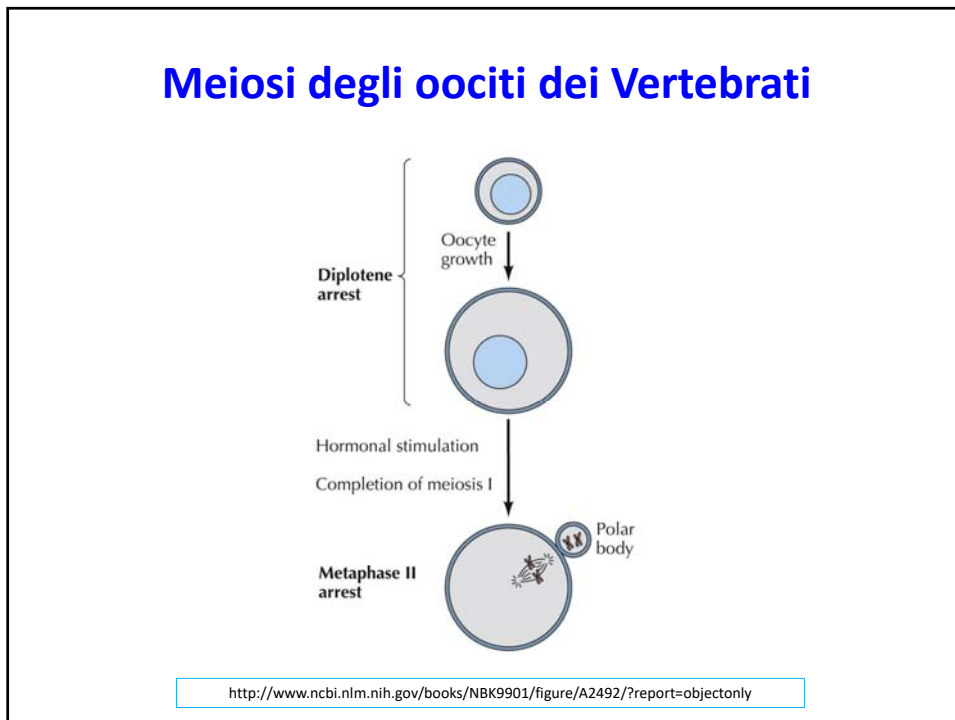 Meiosi degli oociti dei Vertebrati
Oocyte
growth
Diplotene
arrest
Hormonal stimulation
Completion of meiosis I
Polar
body
Metaphase II
arrest
http://www.ncbi.nlm.nih.gov/books/NBK9901/figure/A2492/?report=objectonly